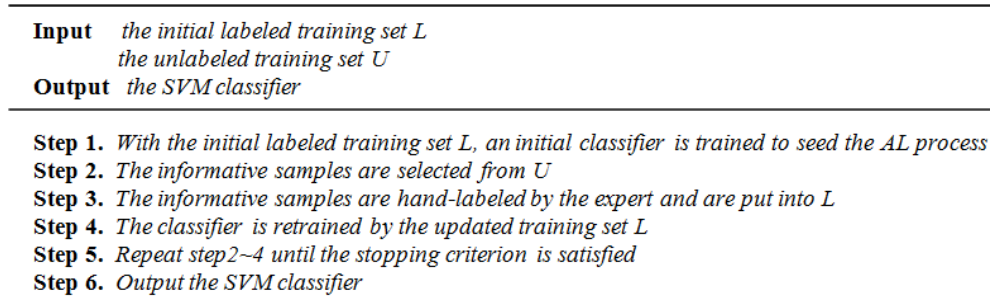 Input the initial labeled training set L
the unlabeled training set U
Output the SVM classifier
Step 1. With the initial labeled training set L, an initial classifier is trained to seed the AL process
Step 2. The informative samples are selected from U
Step 3. The informative samples are hand-labeled by the expert and are put into L
Step 4. The classifier is retrained by the updated training set L
Step 5. Repeat step2~4 until the stopping criterion is satisfied
Step 6. Output the SVM classifier